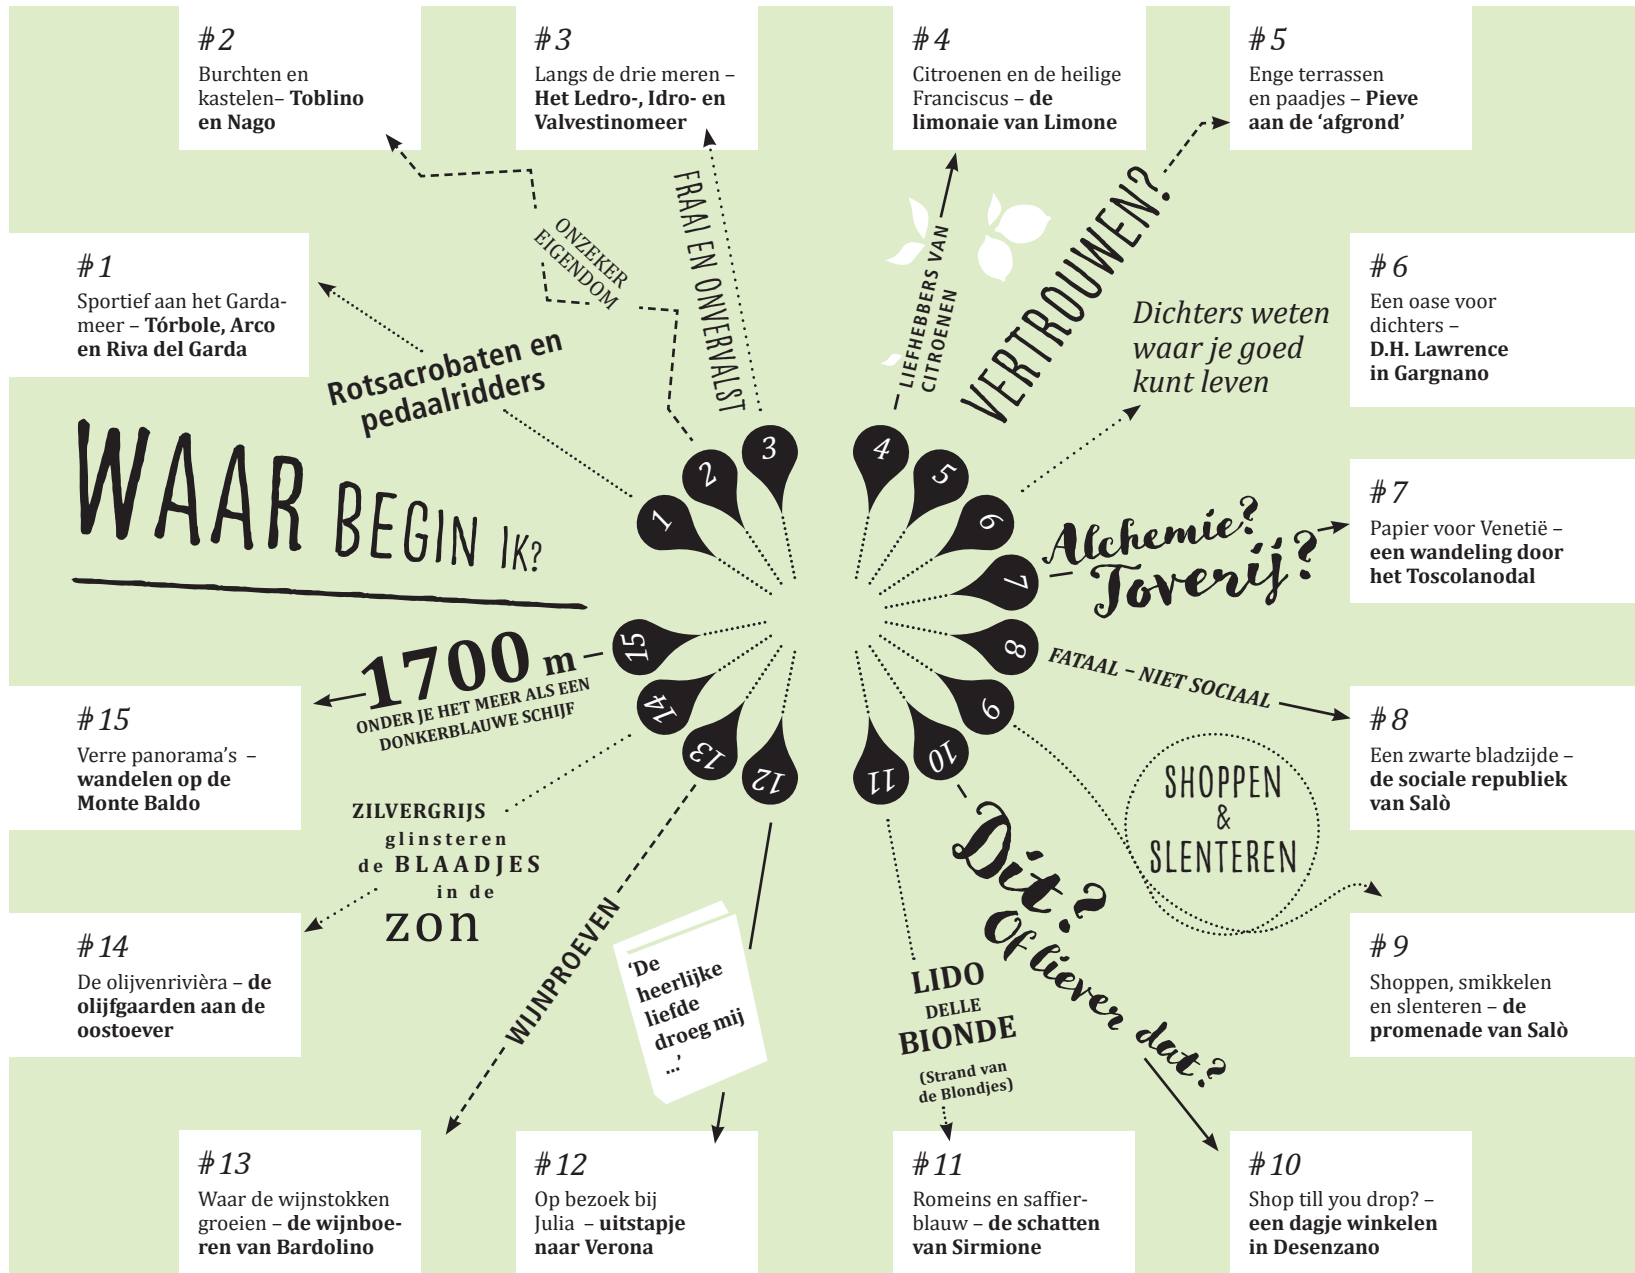 #2
Burchten en
kastelen– Toblino
en Nago
#3
Langs de drie meren –
Het Ledro-, Idro- en
Valvestinomeer
#4
Citroenen en de heilige
Franciscus – de
limonaie van Limone
#5
Enge terrassen
en paadjes – Pieve
aan de ‘afgrond’
#1
Sportief aan het Garda-
meer – Tórbole, Arco
en Riva del Garda
ONZEKER
EIGENDOM
FRAAI EN ONVERVALST
LIEFHEBBERS VAN
CITROENEN
VERTROUWEN?
#6
Een oase voor
dichters –
D.H. Lawrence
in Gargnano
Rotsacrobaten en
pedaalridders
Dichters weten
waar je goed
kunt leven
WAAR BEGIN IK?
1
2
3
4
5
6
7
8
9
10
11
12
13
14
15
Alchemie?
Toverij?
#7
Papier voor Venetië –
een wandeling door
het Toscolanodal
1700 m
ONDER JE HET MEER ALS EEN
DONKERBLAUWE SCHIJF
FATAAL – NIET SOCIAAL
#15
Verre panorama’s –
wandelen op de
Monte Baldo
#8
Een zwarte bladzijde –
de sociale republiek
van Salò
ZILVERGRIJS
glinsteren
de BLAADJES
in de
zon
SHOPPEN
&
SLENTEREN
#14
De olijvenrivièra – de
olijfgaarden aan de
oostoever
WIJNPROEVEN
‘De
heerlijke
liefde
droeg mij
...’
LIDO
DELLE
BIONDE
(Strand van
de Blondjes)
Dit?
Of liever dat?
#9
Shoppen, smikkelen
en slenteren – de
promenade van Salò
#13
Waar de wijnstokken
groeien – de wijnboe-
ren van Bardolino
#12
Op bezoek bij
Julia – uitstapje
naar Verona
#11
Romeins en saffier-
blauw – de schatten
van Sirmione
#10
Shop till you drop? –
een dagje winkelen
in Desenzano